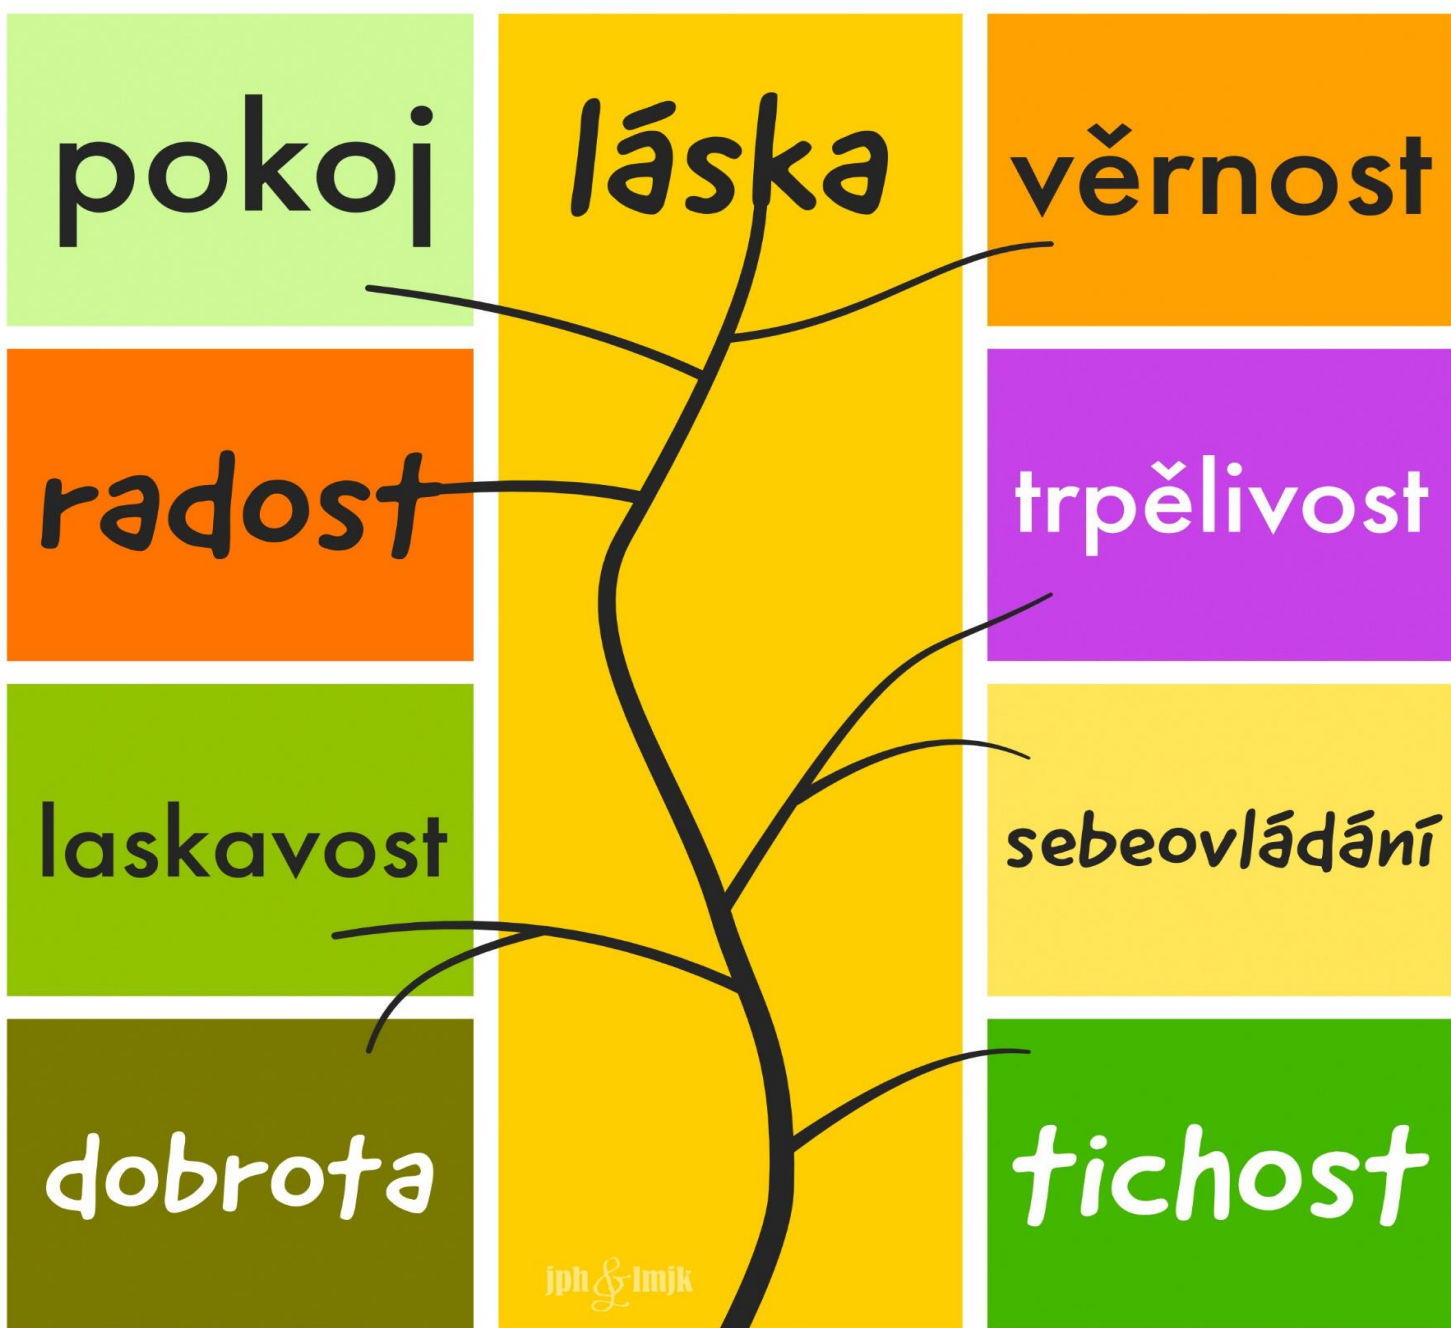 pokoj
láska
věrnost
radost
trpělivost
laskavost
sebeovládání
dobrota
tichost
jph & lmjk